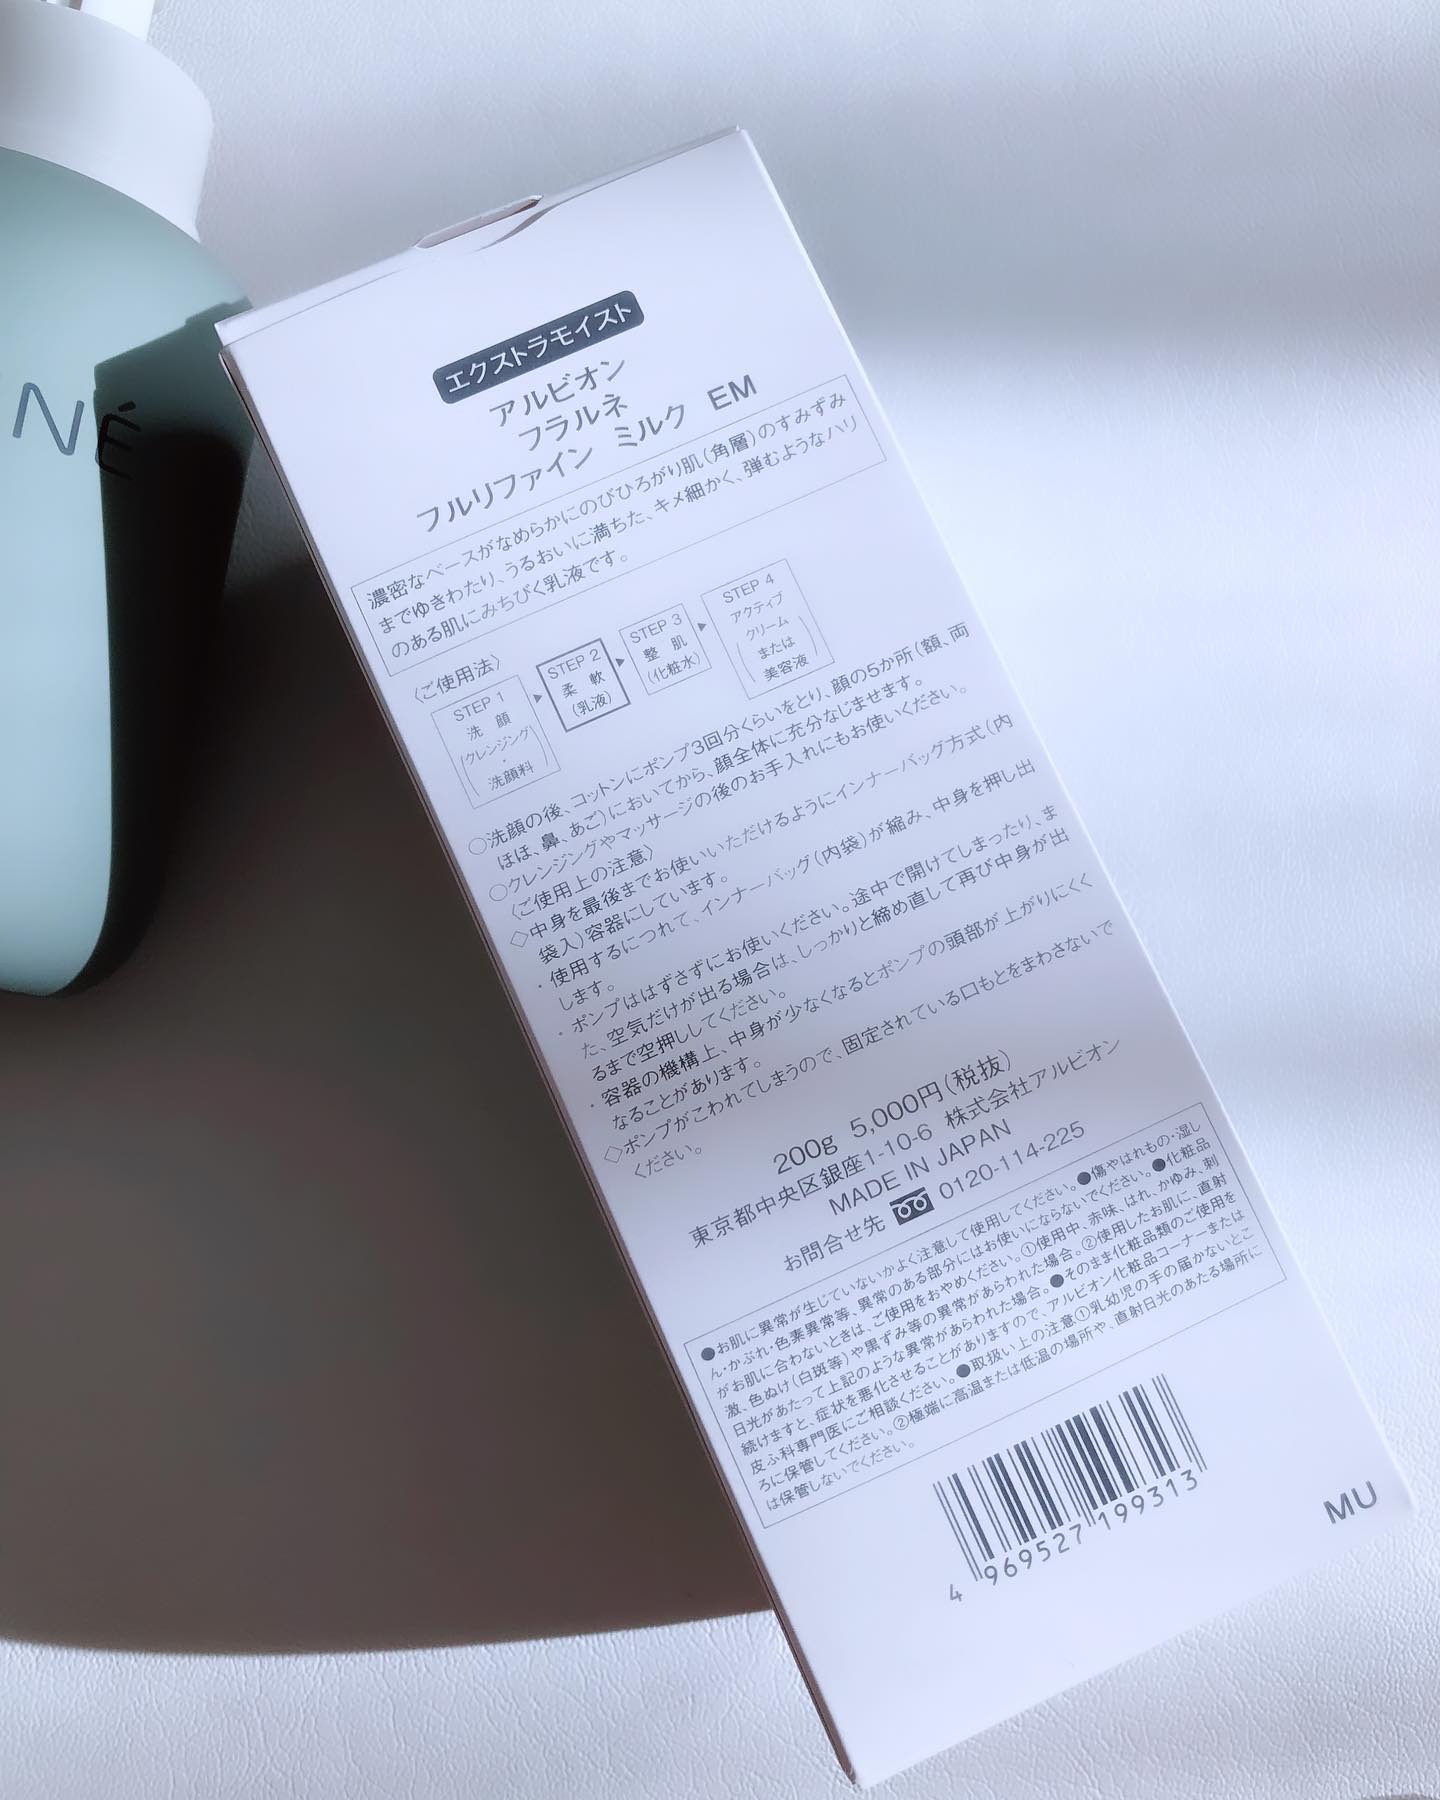 NÉ
エクストラモイスト
アルビオン
フラルネ
フルリファイン ミルク EM
濃密なベースがなめらかにのびひろがり肌(角層)のすみずみ
までゆきわたり、うるおいに満ちた、キメ細かく、弾むようなハリ
のある肌にみちびく乳液です。
〈ご使用法〉
STEP 1
洗 顔
(クレンジング・
洗顔料)
STEP 2
柔 軟
(乳液)
STEP 3
整 肌
(化粧水)
STEP 4
アクティブ
クリーム
または
美容液
○洗顔の後、コットンにポンプ3回分くらいをとり、顔の5か所(額、両
ほほ、鼻、あご)においてから、顔全体に充分なじませます。
○クレンジングやマッサージの後のお手入れにもお使いください。
〈ご使用上の注意〉
◇中身を最後までお使いいただけるようにインナーバッグ方式(内
袋入)容器にしています。
・使用するにつれて、インナーバッグ(内袋)が縮み、中身を押し出
します。
・ポンプははずさずにお使いください。途中で開けてしまったり、ま
た、空気だけが出る場合は、しっかりと締め直して再び中身が出
るまで空押ししてください。
・容器の機構上、中身が少なくなるとポンプの頭部が上がりにくく
なることがあります。
◇ポンプがこわれてしまうので、固定されている口もとをまわさないで
ください。
200g 5,000円(税抜)
東京都中央区銀座1-10-6 株式会社アルビオン
MADE IN JAPAN
お問合せ先 0120-114-225
●お肌に異常が生じていないかよく注意して使用してください。●傷やはれもの・湿し
ん・かぶれ・色素異常等、異常のある部分にはお使いにならないでください。●化粧品
がお肌に合わないときは、ご使用をおやめください。①使用中、赤味、はれ、かゆみ、刺
激、色ぬけ(白斑等)や黒ずみ等の異常があらわれた場合。②使用したお肌に、直射
日光があたって上記のような異常があらわれた場合。●そのまま化粧品類のご使用を
続けますと、症状を悪化させることがありますので、アルビオン化粧品コーナーまたは
皮ふ科専門医にご相談ください。●取扱い上の注意①乳幼児の手の届かないとこ
ろに保管してください。②極端に高温または低温の場所や、直射日光のあたる場所に
は保管しないでください。
4 969527 199313
MU